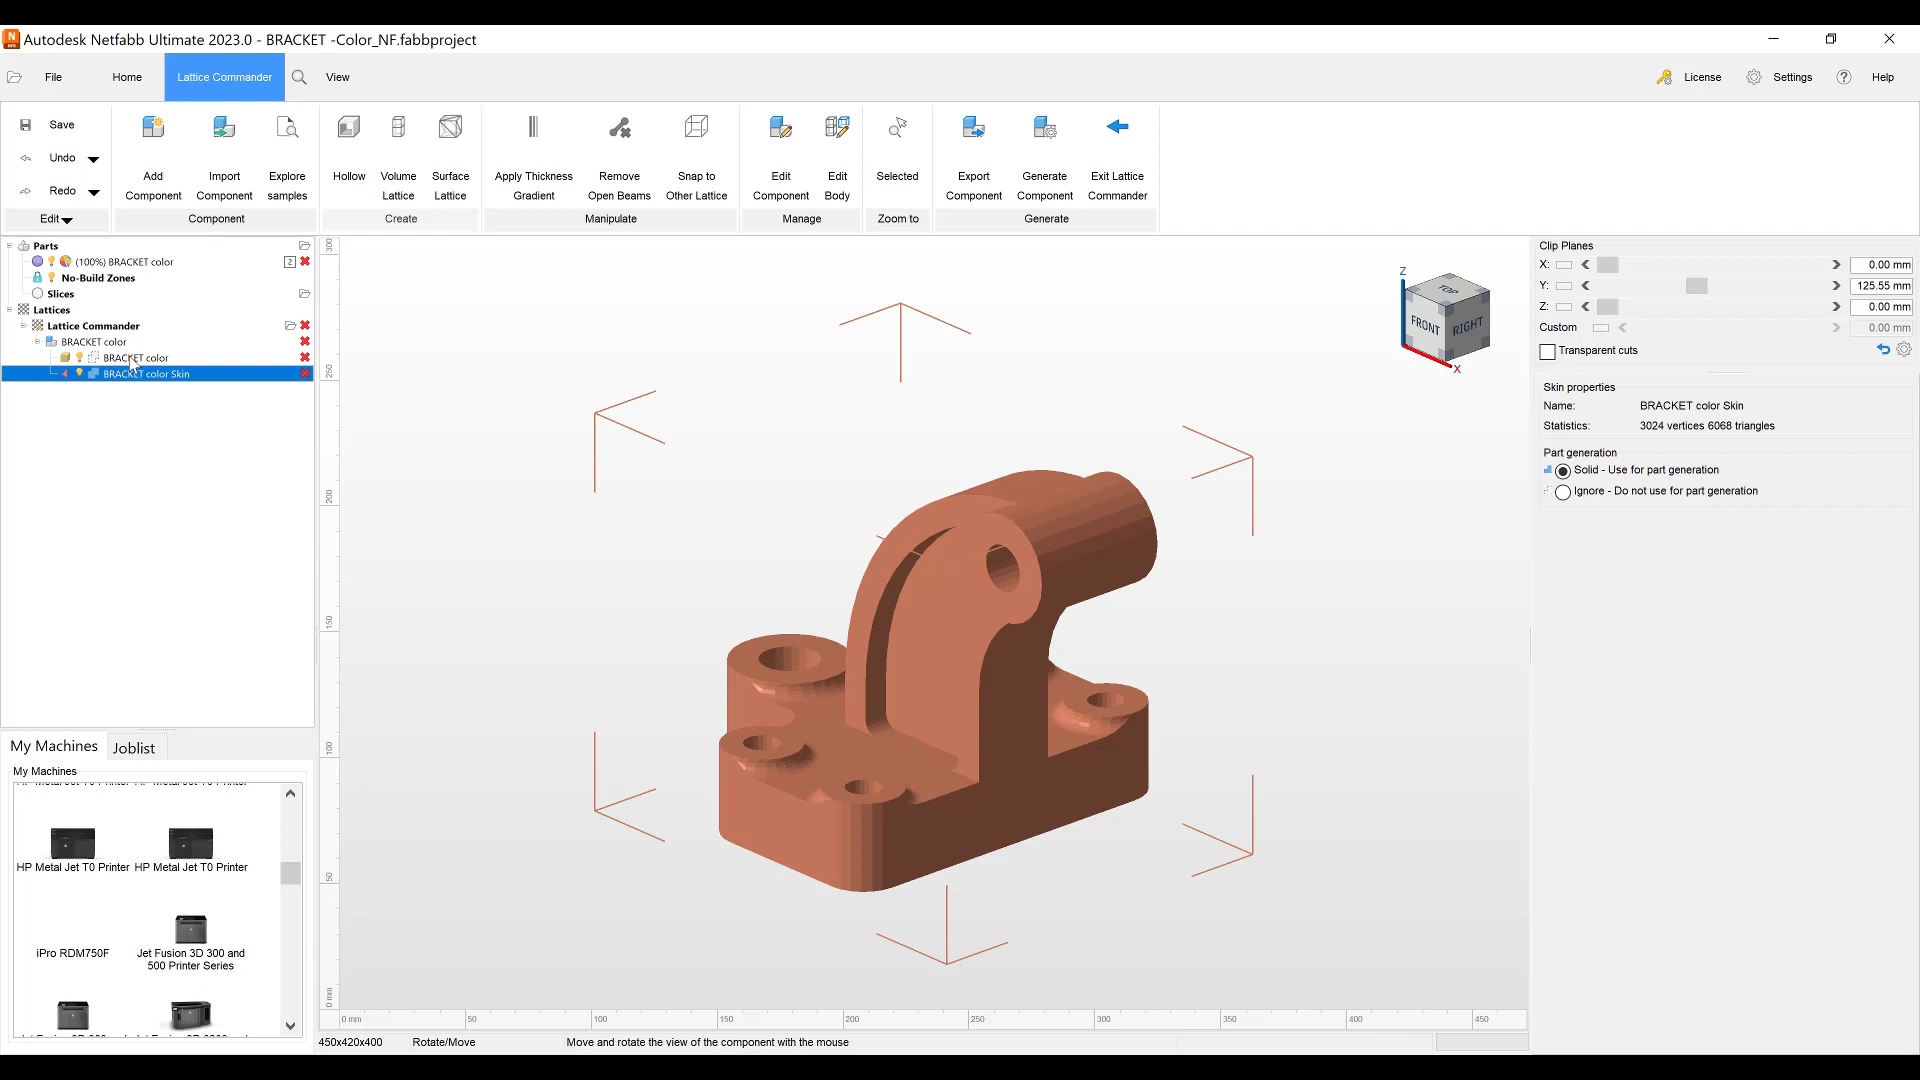 Autodesk Netfabb Ultimate 2023.0 - BRACKET -Color_NF.fabbproject
File Home Lattice Commander View License Settings Help
Save
Undo
Redo
Edit
Add Component
Import Component
Explore samples
Component
Hollow
Volume Lattice
Surface Lattice
Create
Apply Thickness Gradient
Remove Open Beams
Snap to Other Lattice
Manipulate
Edit Component
Edit Body
Manage
Selected
Zoom to
Export Component
Generate Component
Exit Lattice Commander
Generate
Parts
(100%) BRACKET color 2
No-Build Zones
Slices
Lattices
Lattice Commander
BRACKET color
BRACKET color
BRACKET color Skin
My Machines Joblist
My Machines
HP Metal Jet T0 Printer HP Metal Jet T0 Printer
iPro RDM750F
Jet Fusion 3D 300 and
500 Printer Series
300
250
200
150
100
50
0 mm
0 mm 50 100 150 200 250 300 350 400 450
Z
TOP
FRONT RIGHT
X
450x420x400 Rotate/Move Move and rotate the view of the component with the mouse
Clip Planes
X: 0.00 mm
Y: 125.55 mm
Z: 0.00 mm
Custom 0.00 mm
Transparent cuts
Skin properties
Name: BRACKET color Skin
Statistics: 3024 vertices 6068 triangles
Part generation
Solid - Use for part generation
Ignore - Do not use for part generation